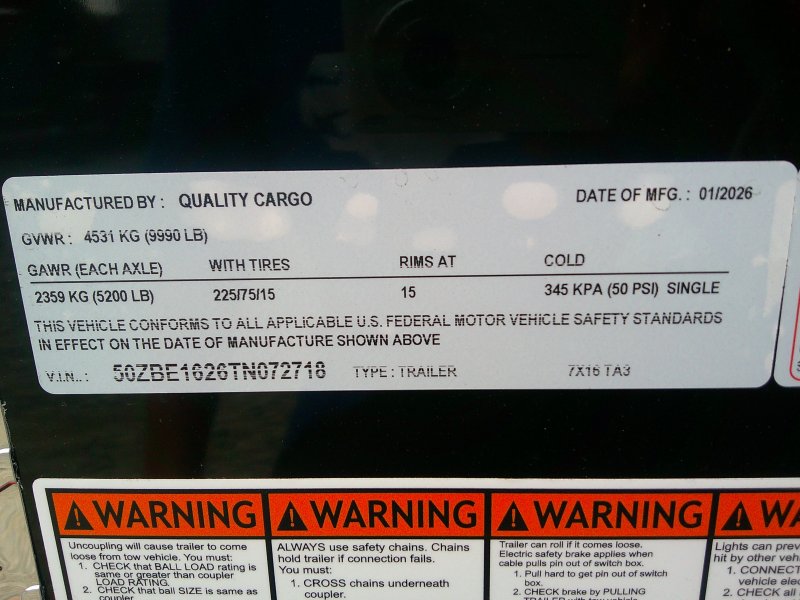 MANUFACTURED BY : QUALITY CARGO DATE OF MFG. : 01/2026
GVWR : 4531 KG (9990 LB)
GAWR (EACH AXLE) WITH TIRES RIMS AT COLD
2359 KG (5200 LB) 225/75/15 15 345 KPA (50 PSI) SINGLE
THIS VEHICLE CONFORMS TO ALL APPLICABLE U.S. FEDERAL MOTOR VEHICLE SAFETY STANDARDS
IN EFFECT ON THE DATE OF MANUFACTURE SHOWN ABOVE
V.I.N.. : 50ZBE1626TN072718 TYPE : TRAILER 7X16 TA3
WARNING
Uncoupling will cause trailer to come
loose from tow vehicle. You must:
1. CHECK that BALL LOAD rating is
same or greater than coupler
LOAD RATING.
2. CHECK that ball SIZE is same as
coupler
WARNING
ALWAYS use safety chains. Chains
hold trailer if connection fails.
You must:
1. CROSS chains underneath
coupler.
WARNING
Trailer can roll if it comes loose.
Electric safety brake applies when
cable pulls pin out of switch box.
1. Pull hard to get pin out of switch
box.
2. CHECK brake by PULLING
TRAILER with tow vehicle
WA
Lights can prev
hit by other veh
1. CONNECT
vehicle ele
2. CHECK all